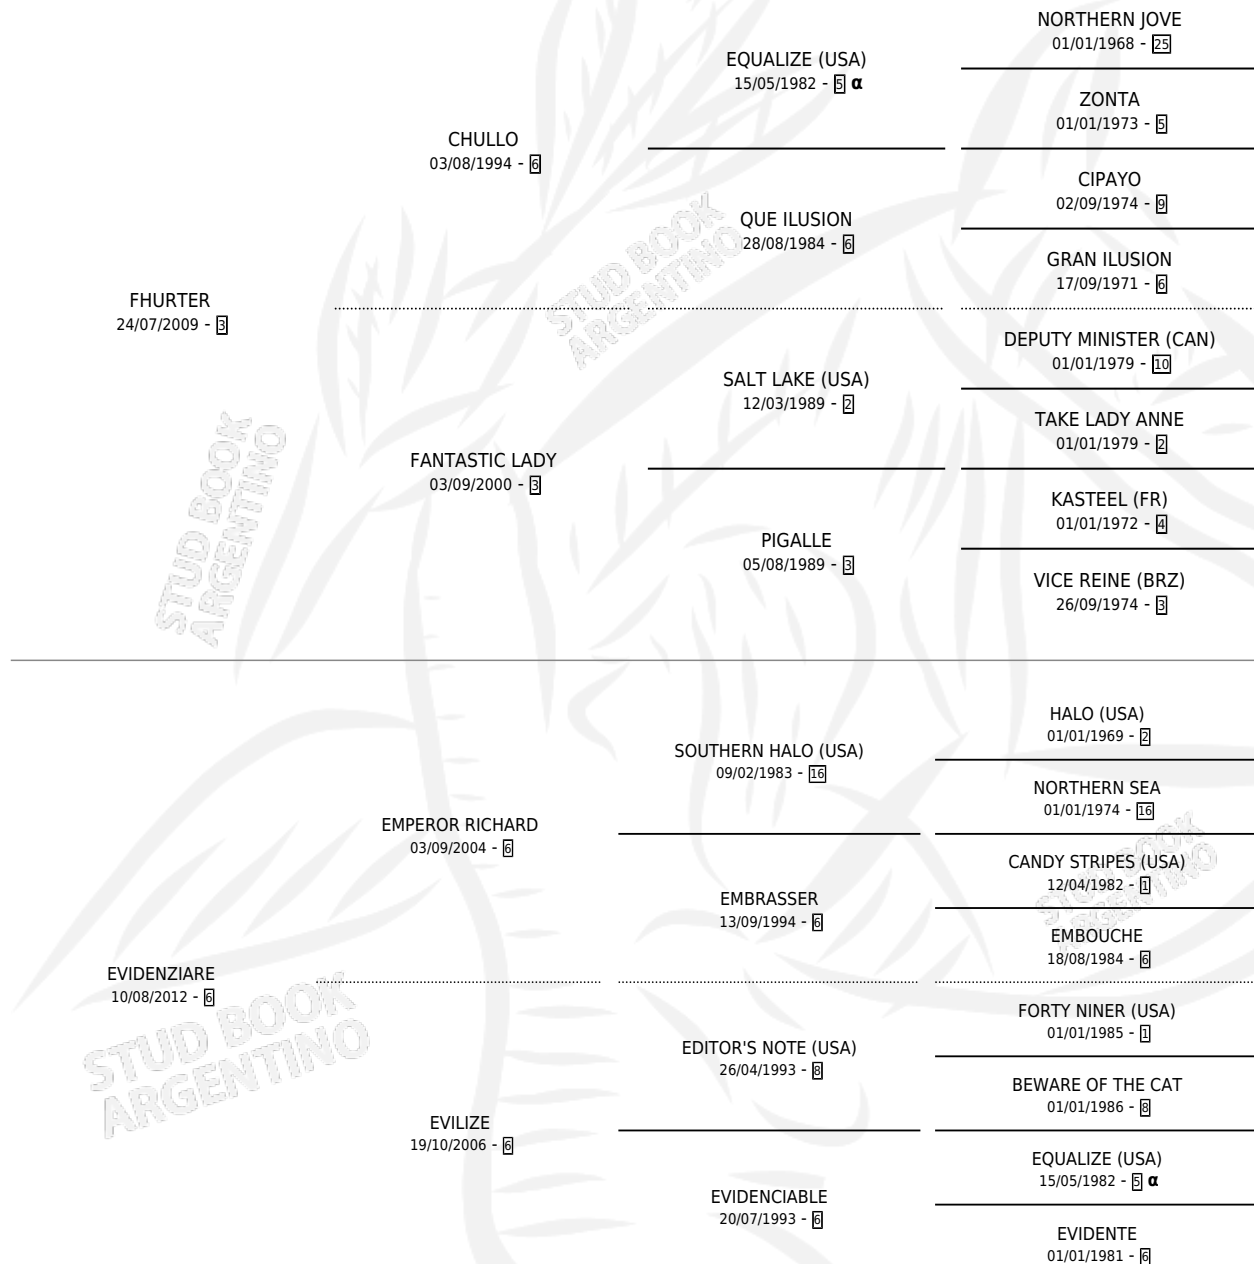 NORTHERN JOVE
01/01/1968 - 25
EQUALIZE (USA)
15/05/1982 - 5 α
ZONTA
01/01/1973 - 5
CHULLO
03/08/1994 - 6
CIPAYO
02/09/1974 - 9
QUE ILUSION
28/08/1984 - 6
GRAN ILUSION
17/09/1971 - 6
FHURTER
24/07/2009 - 3
DEPUTY MINISTER (CAN)
01/01/1979 - 10
SALT LAKE (USA)
12/03/1989 - 2
TAKE LADY ANNE
01/01/1979 - 2
FANTASTIC LADY
03/09/2000 - 3
KASTEEL (FR)
01/01/1972 - 4
PIGALLE
05/08/1989 - 3
VICE REINE (BRZ)
26/09/1974 - 3
HALO (USA)
01/01/1969 - 2
SOUTHERN HALO (USA)
09/02/1983 - 16
NORTHERN SEA
01/01/1974 - 16
EMPEROR RICHARD
03/09/2004 - 6
CANDY STRIPES (USA)
12/04/1982 - 1
EMBRASSER
13/09/1994 - 6
EMBOUCHE
18/08/1984 - 6
EVIDENZIARE
10/08/2012 - 6
FORTY NINER (USA)
01/01/1985 - 1
EDITOR'S NOTE (USA)
26/04/1993 - 8
BEWARE OF THE CAT
01/01/1986 - 8
EVILIZE
19/10/2006 - 6
EQUALIZE (USA)
15/05/1982 - 5 α
EVIDENCIABLE
20/07/1993 - 6
EVIDENTE
01/01/1981 - 6
STUD BOOK
ARGENTINO
STUD BOOK
ARGENTINO
STUD BOOK
ARGENTINO
STUD BOOK
ARGENTINO